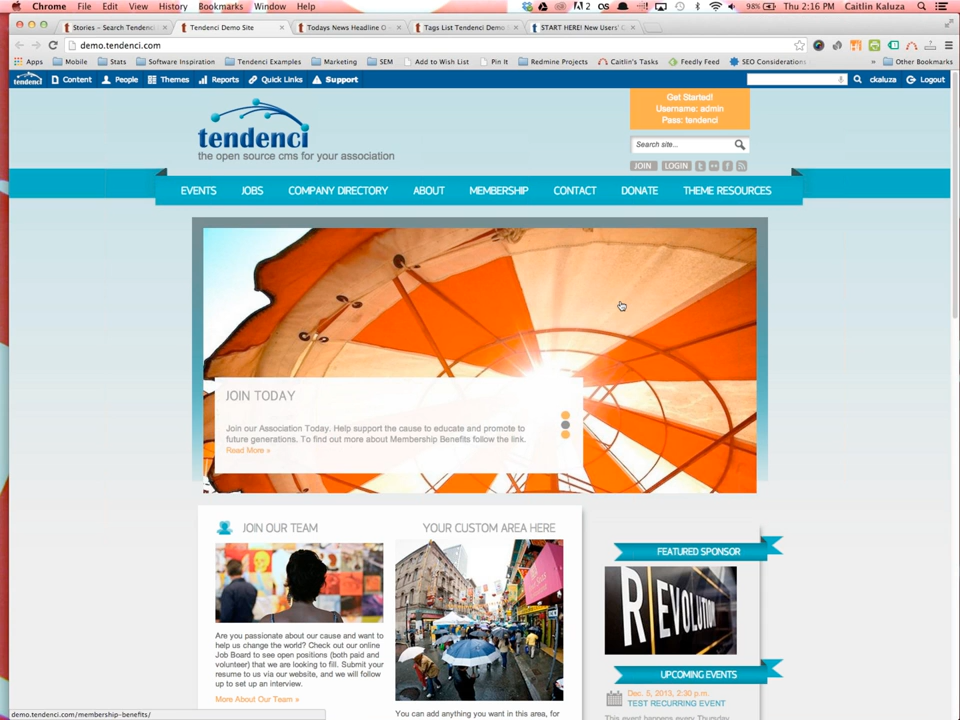 Chrome File Edit View History Bookmarks Window Help 2 98% Thu 2:16 PM Caitlin Kaluza
Stories ~ Search Tendenci Tendenci Demo Site Todays News Headline O Tags List Tendenci Demo START HERE! New Users' G
demo.tendenci.com
Apps Mobile Stats Tendenci Examples Software Inspiration Marketing SEM Add to Wish List Pin It Redmine Projects Caitlin's Tasks Feedly Feed SEO Considerations » Other Bookmarks
tendenci Content People Themes Reports Quick Links Support ckaluza Logout
Get Started!
Username: admin
Pass: tendenci
tendenci
the open source cms for your association
Search site...
JOIN LOGIN
EVENTS JOBS COMPANY DIRECTORY ABOUT MEMBERSHIP CONTACT DONATE THEME RESOURCES
JOIN TODAY
Join our Association Today. Help support the cause to educate and promote to
future generations. To find out more about Membership Benefits follow the link.
Read More »
JOIN OUR TEAM
Are you passionate about our cause and want to
help us change the world? Check out our online
Job Board to see open positions (both paid and
volunteer) that we are looking to fill. Submit your
resume to us via our website, and we will follow
up to set up an interview.
More About Our Team »
YOUR CUSTOM AREA HERE
You can add anything you want in this area, for
FEATURED SPONSOR
REVOLUTION
UPCOMING EVENTS
Dec. 5, 2013, 2:30 p.m.
TEST RECURRING EVENT
This event happens every Thursday
demo.tendenci.com/membership-benefits/